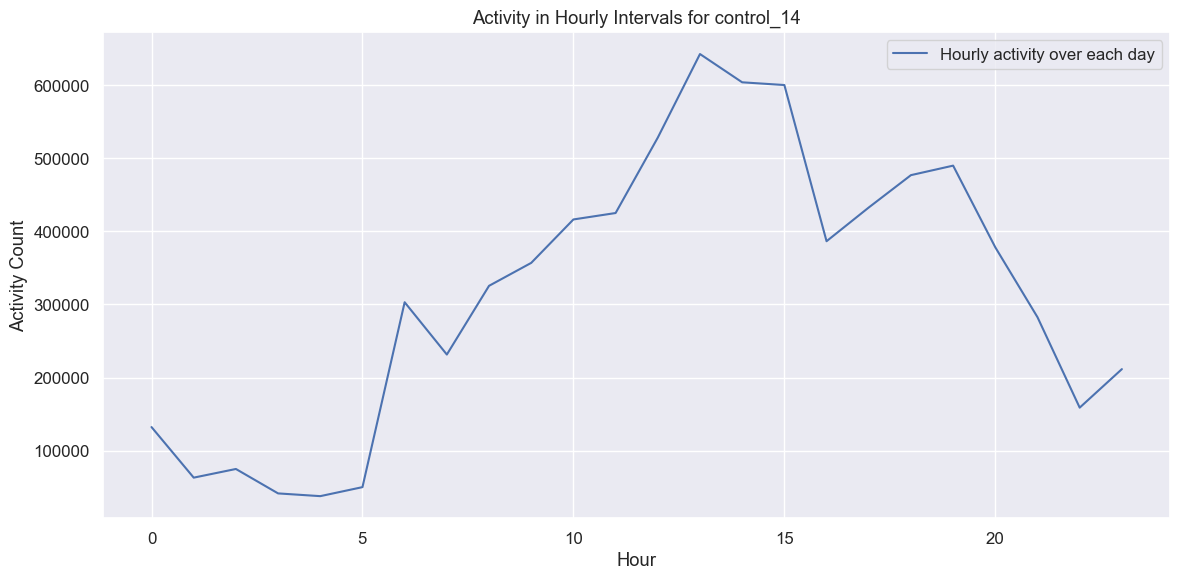 Activity in Hourly Intervals for control_14
Hourly activity over each day
Activity Count
600000
500000
400000
300000
200000
100000
0
5
10
15
20
Hour